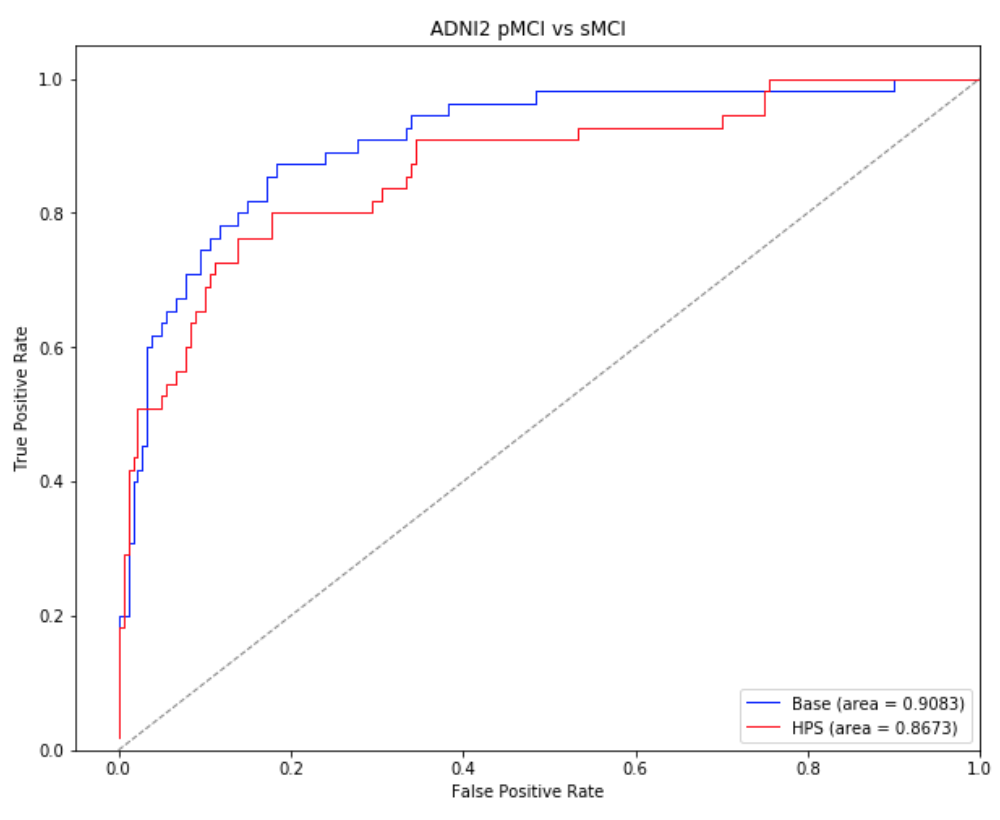 ADNI2 pMCI vs sMCI
True Positive Rate
1.0
0.8
0.6
0.4
0.2
0.0
Base (area = 0.9083)
HPS (area = 0.8673)
0.0 0.2 0.4 0.6 0.8 1.0
False Positive Rate